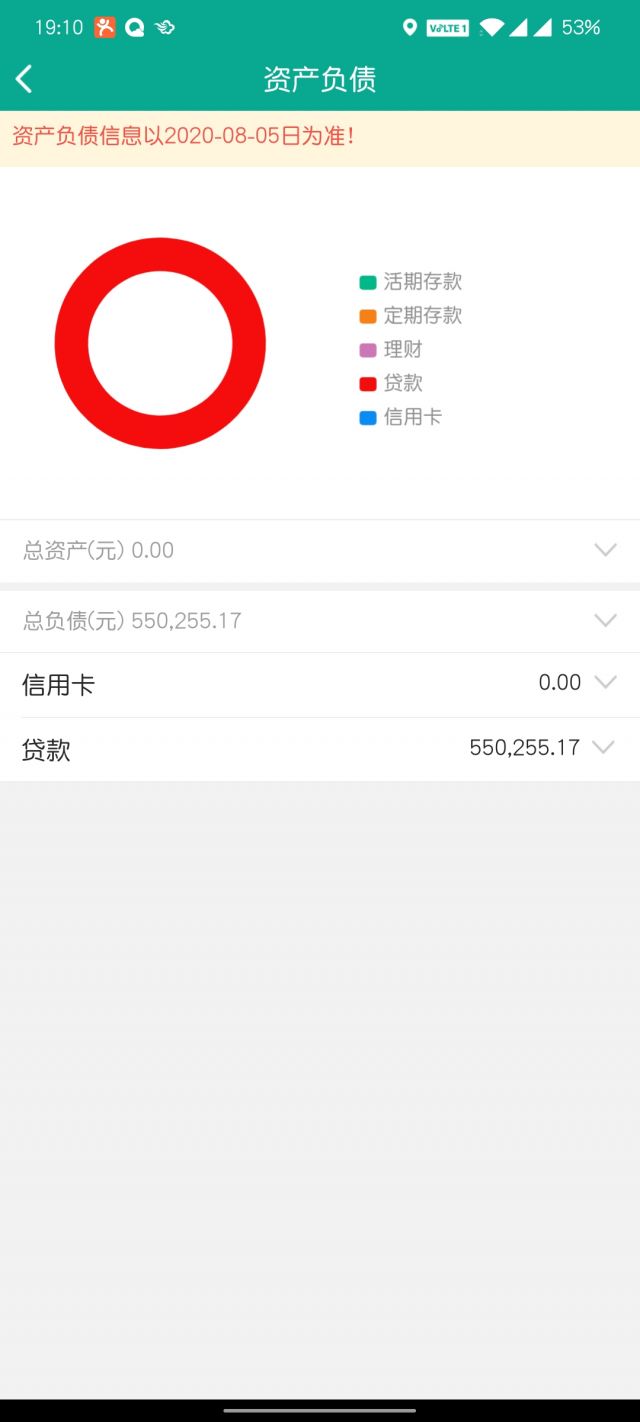 19:10 VoLTE 1 53%
资产负债
资产负债信息以2020-08-05日为准!
活期存款
定期存款
理财
贷款
信用卡
总资产(元) 0.00
总负债(元) 550,255.17
信用卡 0.00
贷款 550,255.17